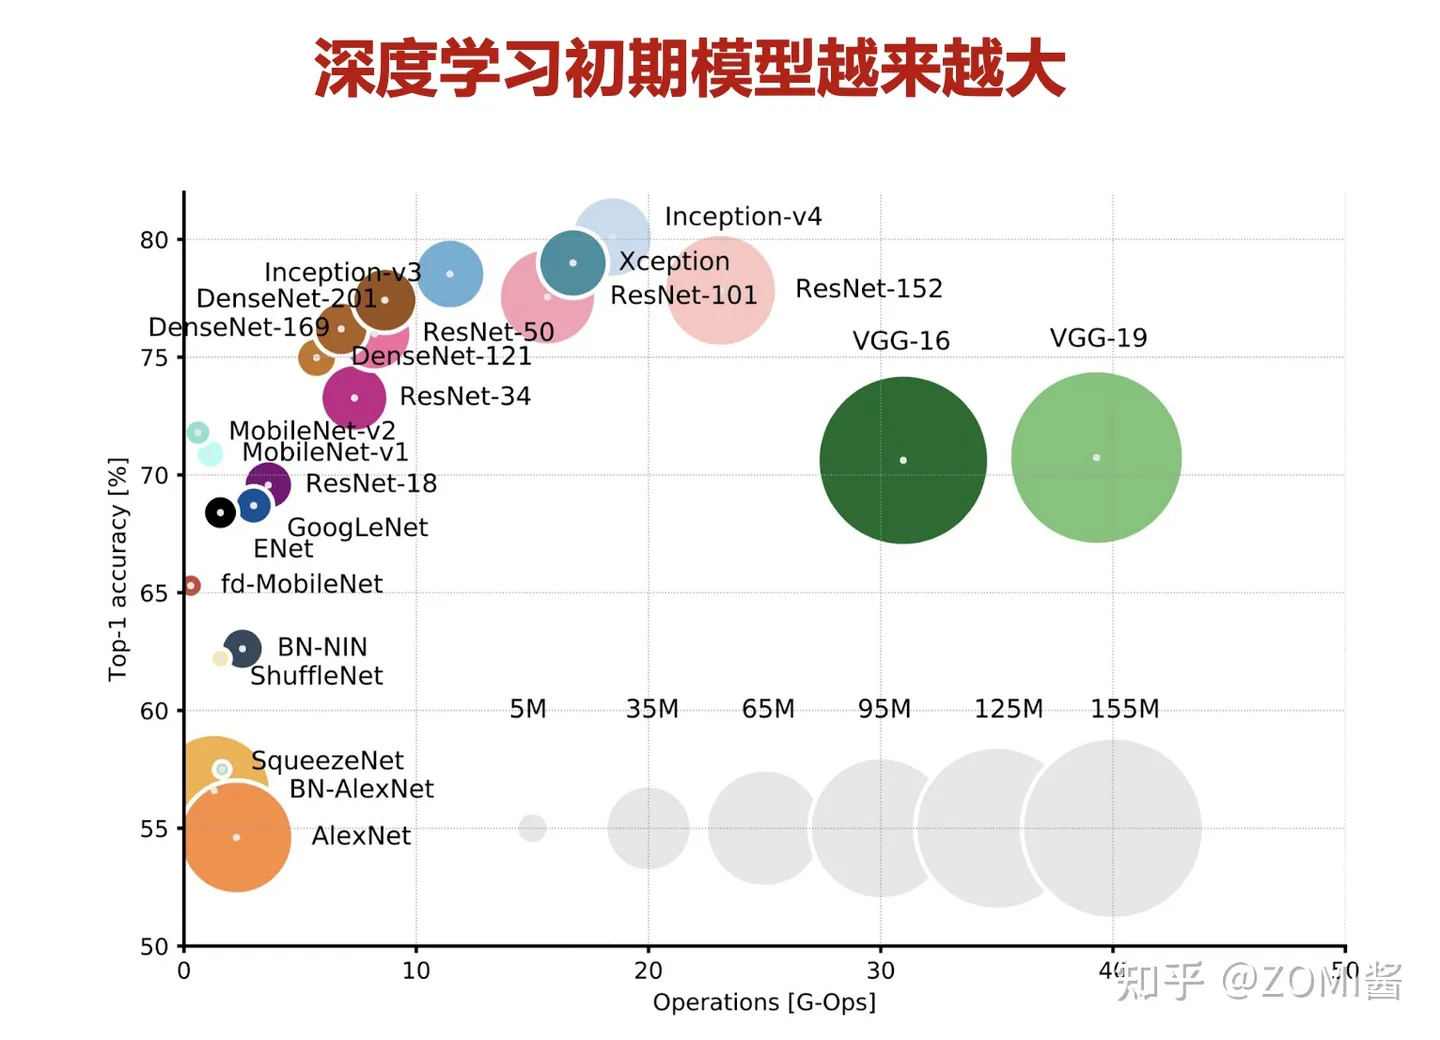 深度学习初期模型越来越大
Inception-v4
80
Xception
Inception-v3
ResNet-152
ResNet-101
DenseNet-201
DenseNet-169
ResNet-50
VGG-16
VGG-19
75
DenseNet-121
ResNet-34
MobileNet-v2
MobileNet-v1
70
ResNet-18
GoogLeNet
ENet
Top-1 accuracy [%]
65
fd-MobileNet
BN-NIN
ShuffleNet
60
5M 35M 65M 95M 125M 155M
SqueezeNet
BN-AlexNet
55
AlexNet
50
0 10 20 30 40 50
Operations [G-Ops]
知乎 @ZOMI酱